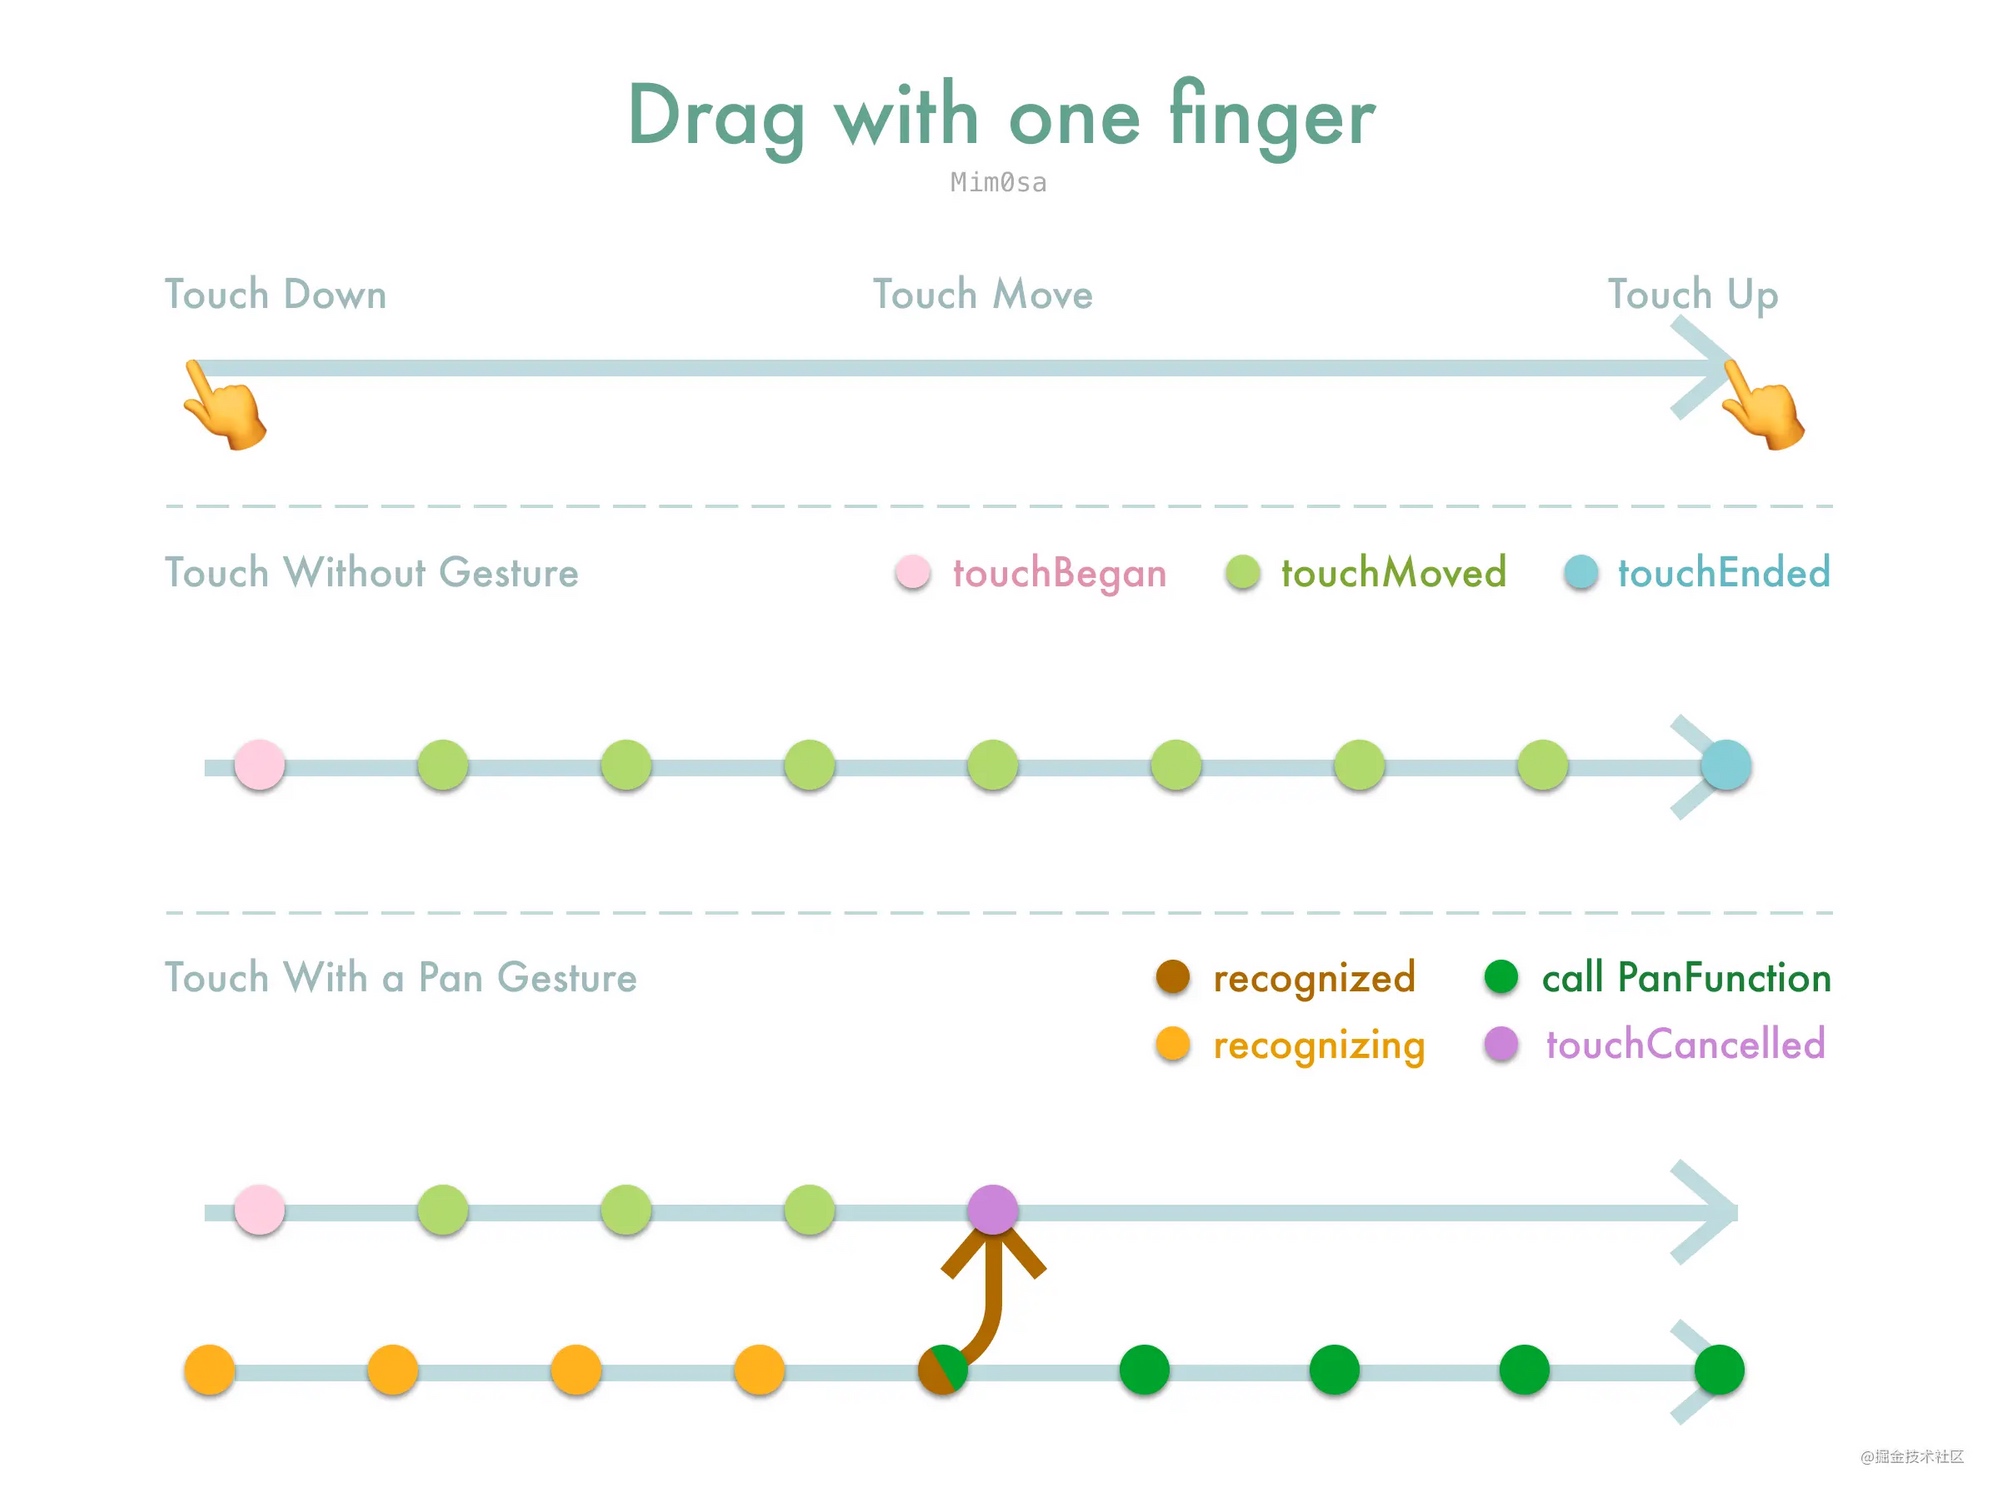 Drag with one finger
Mim0sa
Touch Down
Touch Move
Touch Up
Touch Without Gesture
touchBegan
touchMoved
touchEnded
Touch With a Pan Gesture
recognized
call PanFunction
recognizing
touchCancelled
@掘金技术社区